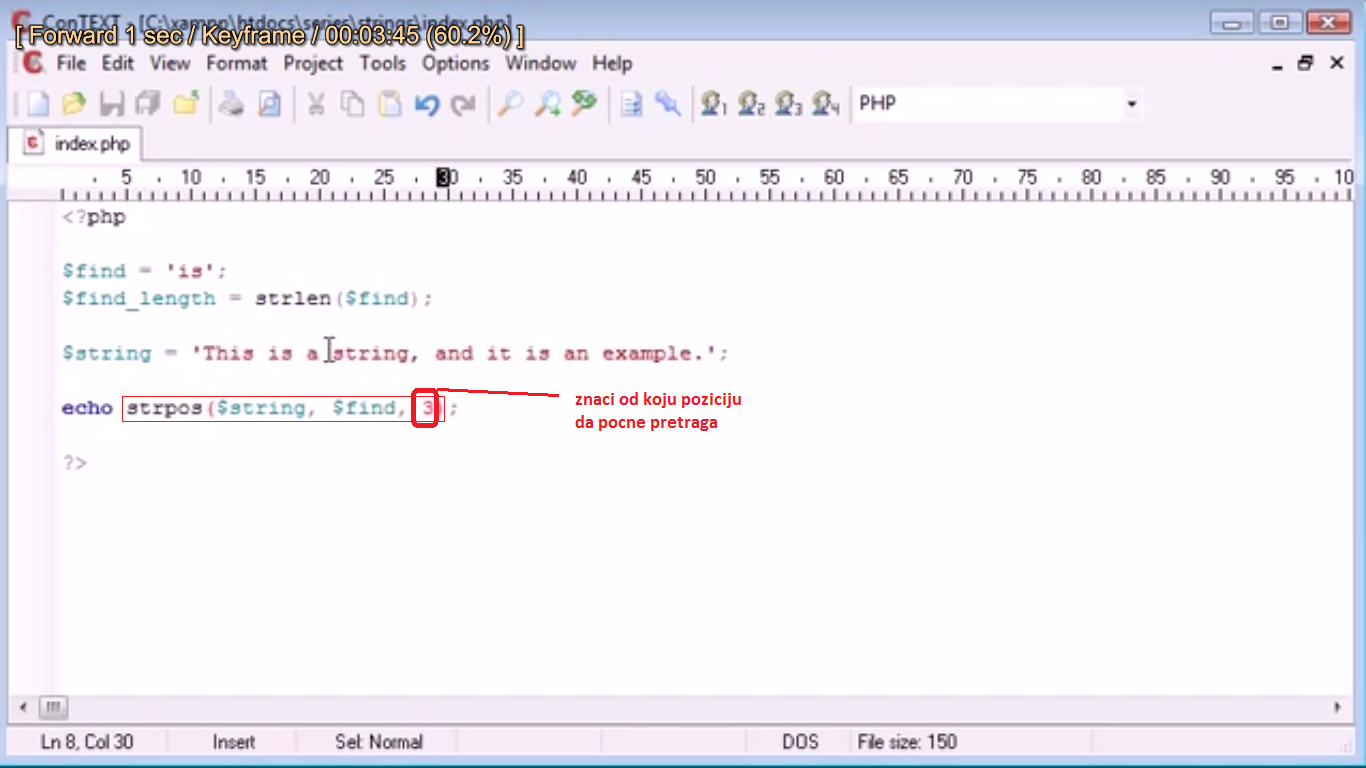 ConTEXT - [C:\xampp\htdocs\series\strings\index.php]
[ Forward 1 sec / Keyframe / 00:03:45 (60.2%) ]
File Edit View Format Project Tools Options Window Help
1 2 3 4 PHP
index.php
5 10 15 20 25 30 35 40 45 50 55 60 65 70 75 80 85 90 95 10
<?php
$find = 'is';
$find_length = strlen($find);
$string = 'This is a string, and it is an example.';
echo strpos($string, $find, 3);
znaci od koju poziciju
da pocne pretraga
?>
Ln 8, Col 30 Insert Sel: Normal DOS File size: 150